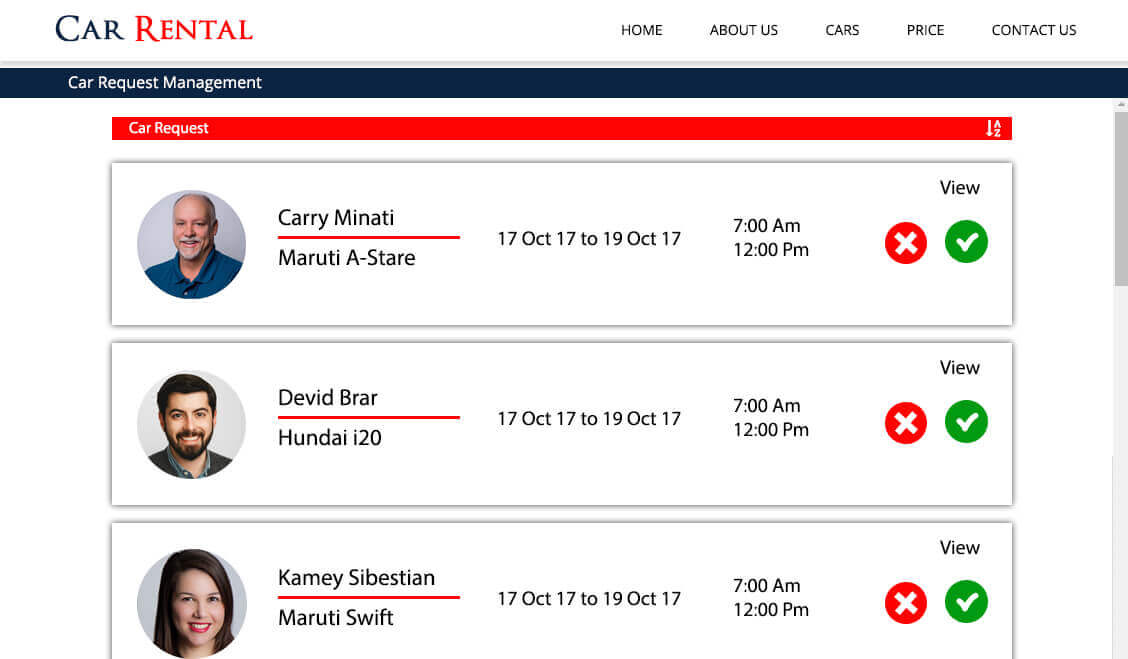 CAR RENTAL
HOME ABOUT US CARS PRICE CONTACT US
Car Request Management
Car Request
View
Carry Minati
Maruti A-Stare
17 Oct 17 to 19 Oct 17
7:00 Am
12:00 Pm
View
Devid Brar
Hundai i20
17 Oct 17 to 19 Oct 17
7:00 Am
12:00 Pm
View
Kamey Sibestian
Maruti Swift
17 Oct 17 to 19 Oct 17
7:00 Am
12:00 Pm